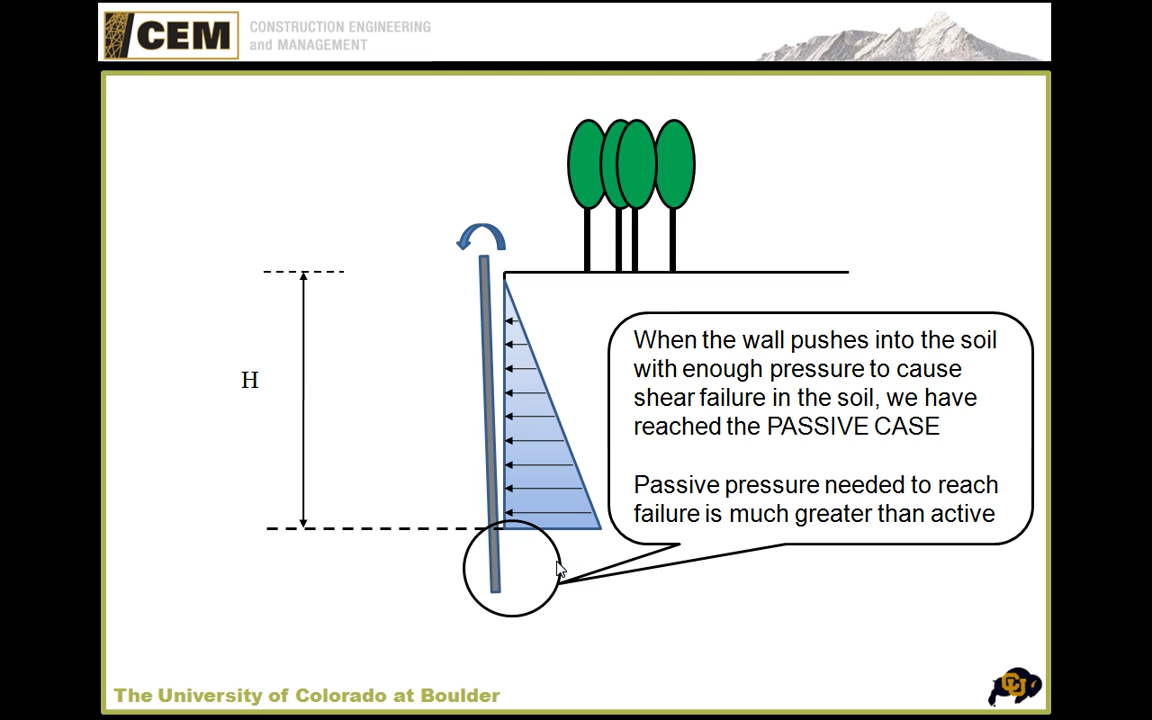 CEM
CONSTRUCTION ENGINEERING
and MANAGEMENT
H
When the wall pushes into the soil
with enough pressure to cause
shear failure in the soil, we have
reached the PASSIVE CASE
Passive pressure needed to reach
failure is much greater than active
The University of Colorado at Boulder
CU